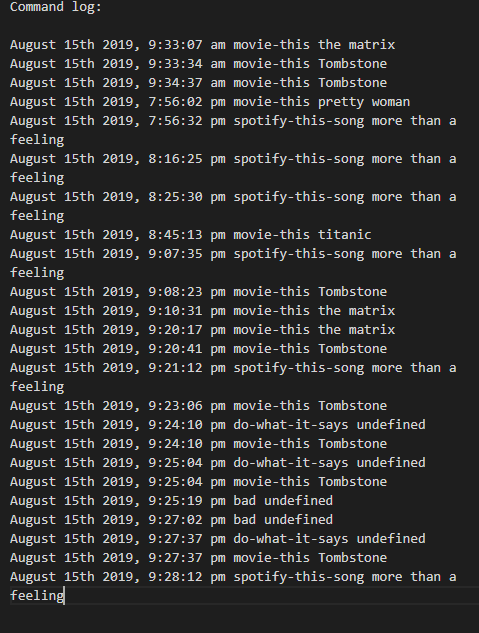 Command log:
August 15th 2019, 9:33:07 am movie-this the matrix
August 15th 2019, 9:33:34 am movie-this Tombstone
August 15th 2019, 9:34:37 am movie-this Tombstone
August 15th 2019, 7:56:02 pm movie-this pretty woman
August 15th 2019, 7:56:32 pm spotify-this-song more than a
feeling
August 15th 2019, 8:16:25 pm spotify-this-song more than a
feeling
August 15th 2019, 8:25:30 pm spotify-this-song more than a
feeling
August 15th 2019, 8:45:13 pm movie-this titanic
August 15th 2019, 9:07:35 pm spotify-this-song more than a
feeling
August 15th 2019, 9:08:23 pm movie-this Tombstone
August 15th 2019, 9:10:31 pm movie-this the matrix
August 15th 2019, 9:20:17 pm movie-this the matrix
August 15th 2019, 9:20:41 pm movie-this Tombstone
August 15th 2019, 9:21:12 pm spotify-this-song more than a
feeling
August 15th 2019, 9:23:06 pm movie-this Tombstone
August 15th 2019, 9:24:10 pm do-what-it-says undefined
August 15th 2019, 9:24:10 pm movie-this Tombstone
August 15th 2019, 9:25:04 pm do-what-it-says undefined
August 15th 2019, 9:25:04 pm movie-this Tombstone
August 15th 2019, 9:25:19 pm bad undefined
August 15th 2019, 9:27:02 pm bad undefined
August 15th 2019, 9:27:37 pm do-what-it-says undefined
August 15th 2019, 9:27:37 pm movie-this Tombstone
August 15th 2019, 9:28:12 pm spotify-this-song more than a
feeling